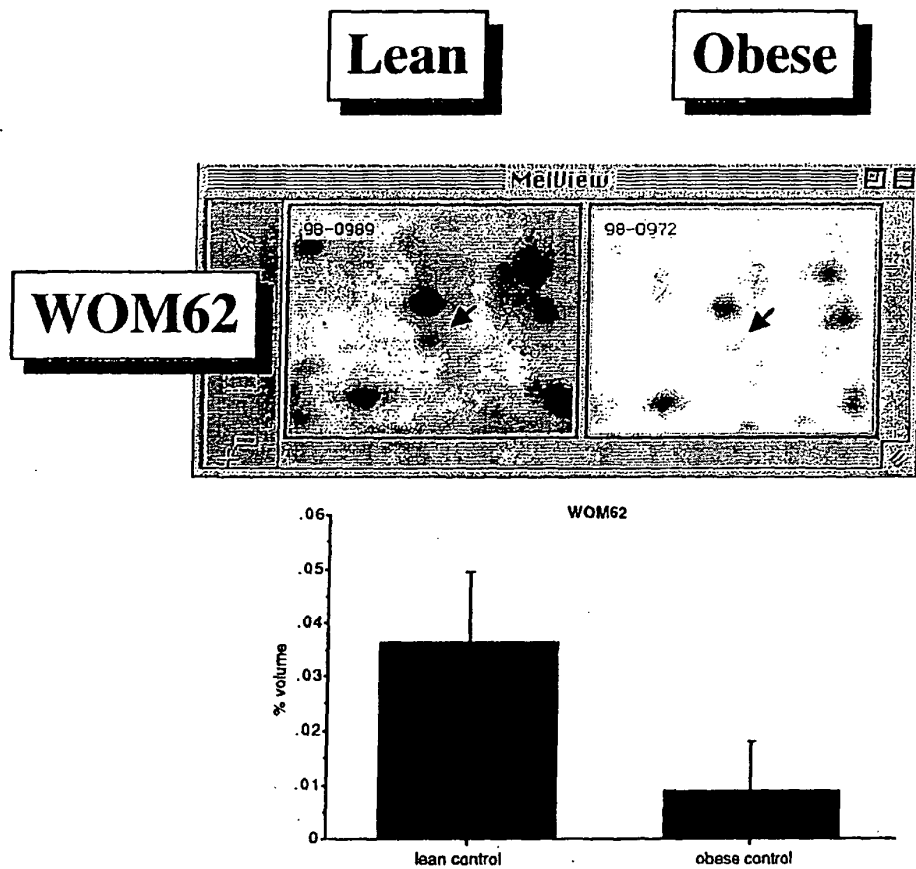 Lean
Obese
MelView
98-0989
98-0972
WOM62
WOM62
.06
.05
.04
.03
.02
.01
0
% volume
lean control
obese control